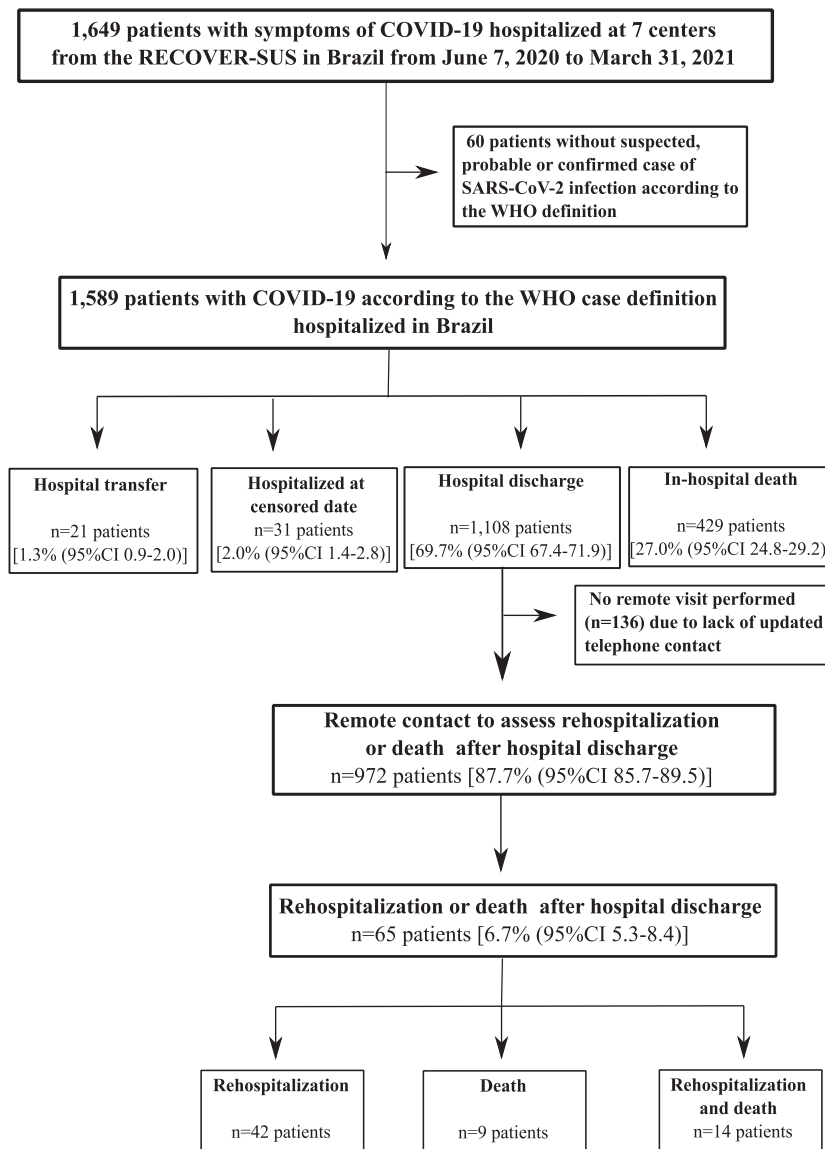 1,649 patients with symptoms of COVID-19 hospitalized at 7 centers
from the RECOVER-SUS in Brazil from June 7, 2020 to March 31, 2021
60 patients without suspected,
probable or confirmed case of
SARS-CoV-2 infection according to
the WHO definition
1,589 patients with COVID-19 according to the WHO case definition
hospitalized in Brazil
Hospital transfer
n=21 patients
[1.3% (95%CI 0.9-2.0)]
Hospitalized at
censored date
n=31 patients
[2.0% (95%CI 1.4-2.8)]
Hospital discharge
n=1,108 patients
[69.7% (95%CI 67.4-71.9)]
In-hospital death
n=429 patients
[27.0% (95%CI 24.8-29.2)]
No remote visit performed
(n=136) due to lack of updated
telephone contact
Remote contact to assess rehospitalization
or death after hospital discharge
n=972 patients [87.7% (95%CI 85.7-89.5)]
Rehospitalization or death after hospital discharge
n=65 patients [6.7% (95%CI 5.3-8.4)]
Rehospitalization
n=42 patients
Death
n=9 patients
Rehospitalization
and death
n=14 patients